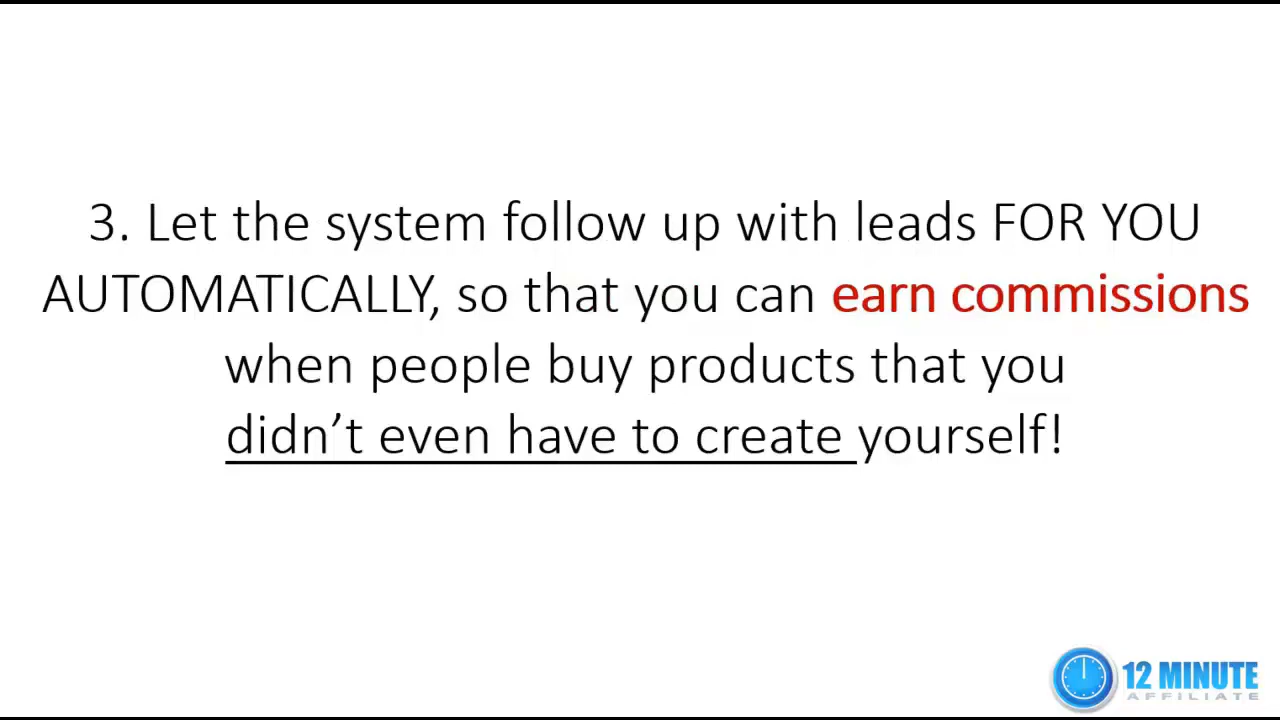 3. Let the system follow up with leads FOR YOU
AUTOMATICALLY, so that you can earn commissions
when people buy products that you
didn’t even have to create yourself!
12 MINUTE
AFFILIATE